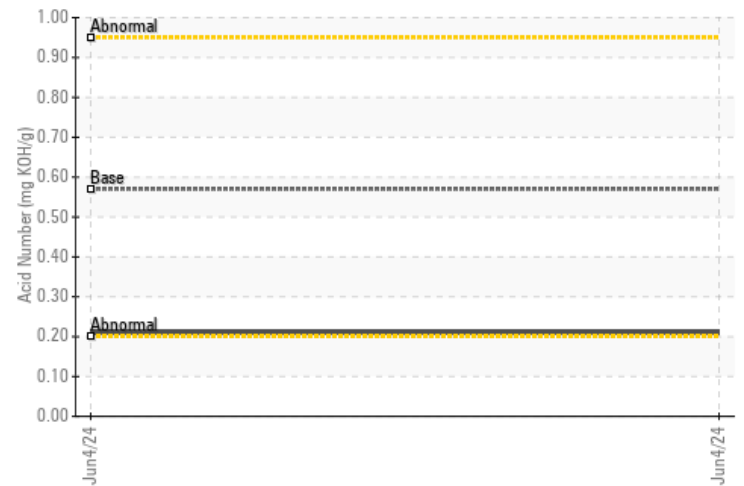 Acid Number (mg KOH/g)
1.00
0.90
0.80
0.70
0.60
0.50
0.40
0.30
0.20
0.10
0.00
Abnormal
Base
Abnormal
Jun4/24
Jun4/24